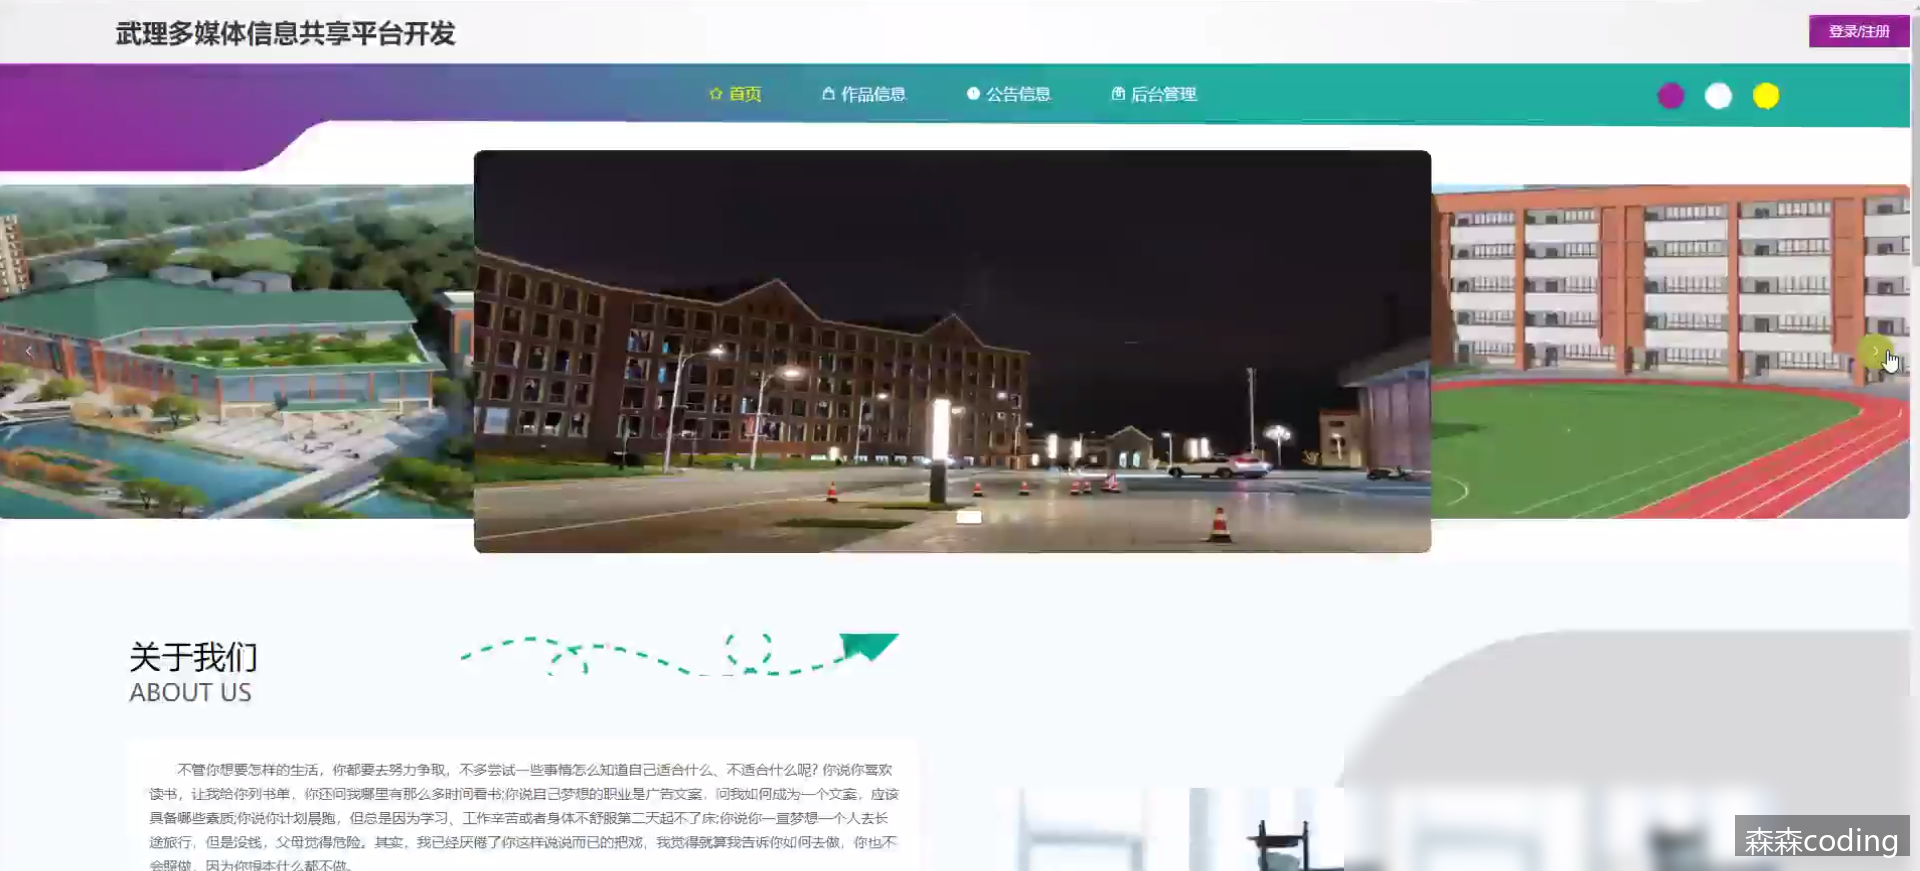 武理多媒体信息共享平台开发
登录/注册
首页
作品信息
公告信息
后台管理
关于我们
ABOUT US
不管你想要怎样的生活，你都要去努力争取，不多尝试一些事情怎么知道自己适合什么、不适合什么呢? 你说你喜欢
读书，让我给你列书单，你还问我哪里有那么多时间看书;你说自己梦想的职业是广告文案，问我如何成为一个文案，应该
具备哪些素质;你说你计划晨跑，但总是因为学习、工作辛苦或者身体不舒服第二天起不了床;你说你一直梦想一个人去长
途旅行，但是没钱，父母觉得危险。其实，我已经厌倦了你这样说说而已的把戏，我觉得就算我告诉你如何去做，你也不
会照做，因为你根本什么都不做。
森森coding